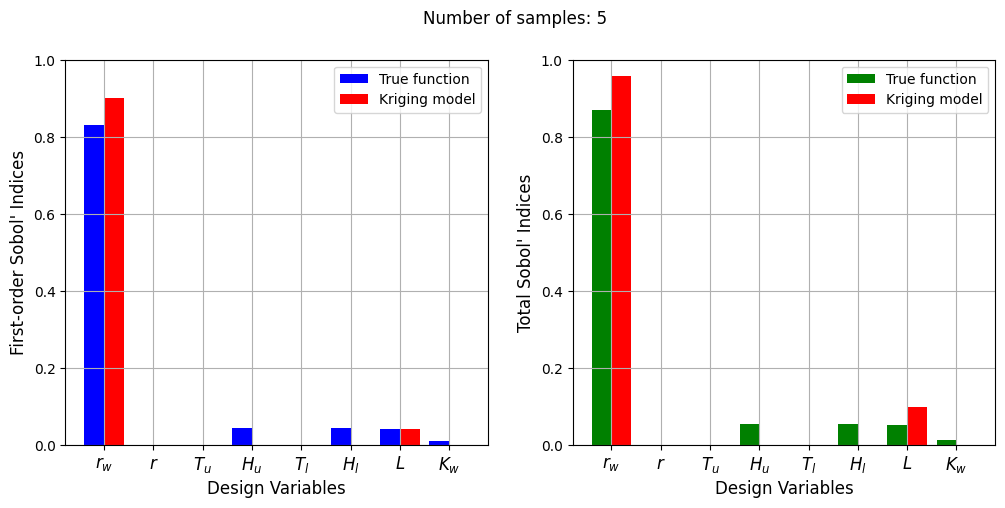 Number of samples: 5
First-order Sobol' Indices
1.0
0.8
0.6
0.4
0.2
0.0
True function
Kriging model
r_w r T_u H_u T_l H_l L K_w
Design Variables
Total Sobol' Indices
1.0
0.8
0.6
0.4
0.2
0.0
True function
Kriging model
r_w r T_u H_u T_l H_l L K_w
Design Variables